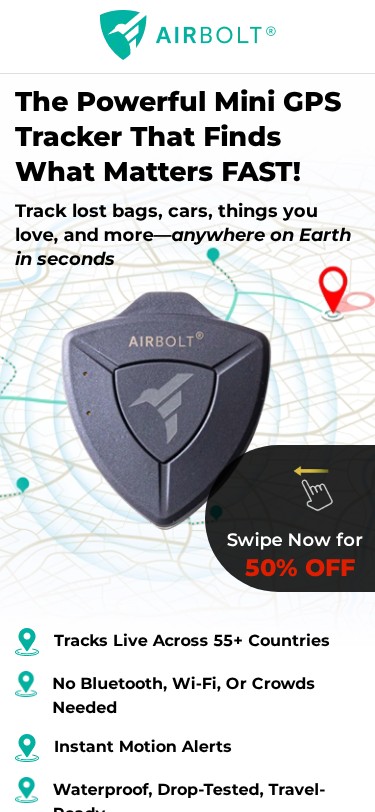 AIRBOLT®
The Powerful Mini GPS
Tracker That Finds
What Matters FAST!
Track lost bags, cars, things you
love, and more—anywhere on Earth
in seconds
AIRBOLT®
Swipe Now for
50% OFF
Tracks Live Across 55+ Countries
No Bluetooth, Wi-Fi, Or Crowds
Needed
Instant Motion Alerts
Waterproof, Drop-Tested, Travel-
Ready